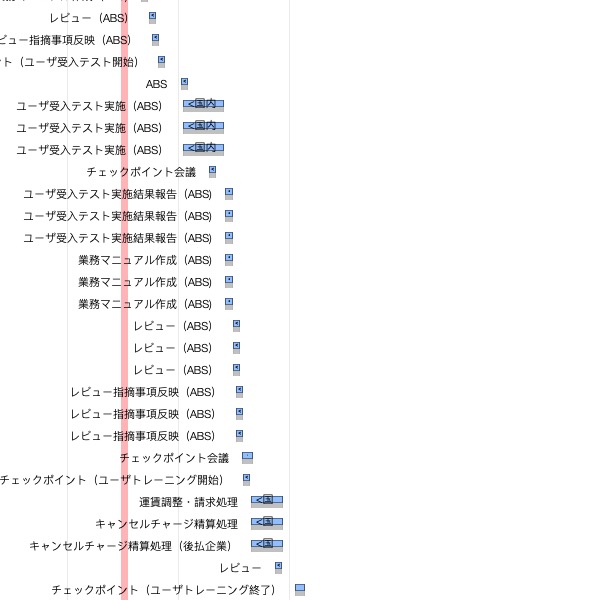 レビュー（ABS）
ビュー指摘事項反映（ABS）
ト（ユーザ受入テスト開始）
ABS
ユーザ受入テスト実施（ABS） <国内
ユーザ受入テスト実施（ABS） <国内
ユーザ受入テスト実施（ABS） <国内
チェックポイント会議
ユーザ受入テスト実施結果報告（ABS）
ユーザ受入テスト実施結果報告（ABS）
ユーザ受入テスト実施結果報告（ABS）
業務マニュアル作成（ABS）
業務マニュアル作成（ABS）
業務マニュアル作成（ABS）
レビュー（ABS）
レビュー（ABS）
レビュー（ABS）
レビュー指摘事項反映（ABS）
レビュー指摘事項反映（ABS）
レビュー指摘事項反映（ABS）
チェックポイント会議
チェックポイント（ユーザトレーニング開始）
運賃調整・請求処理 <国
キャンセルチャージ精算処理 <国
キャンセルチャージ精算処理（後払企業） <国
レビュー
チェックポイント（ユーザトレーニング終了）